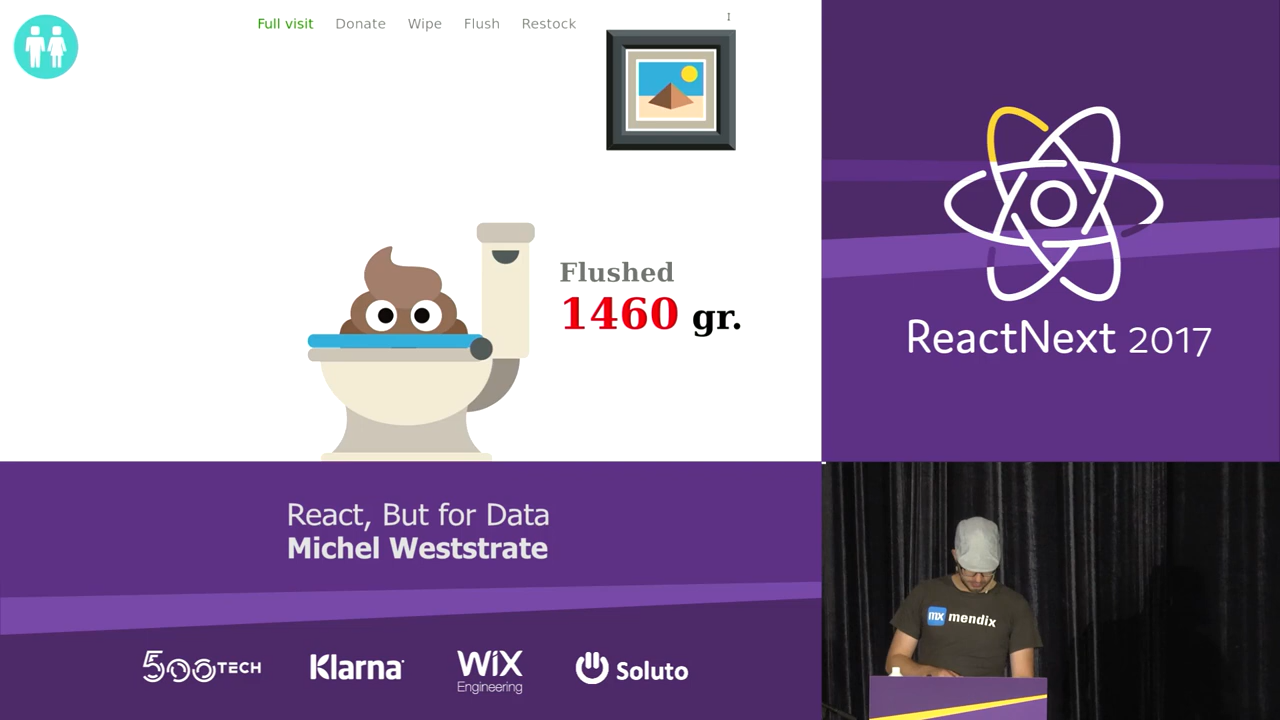 Full visit Donate Wipe Flush Restock
Flushed
1460 gr.
ReactNext 2017
React, But for Data
Michel Weststrate
500TECH
Klarna
WiX
Engineering
Soluto
mx mendix